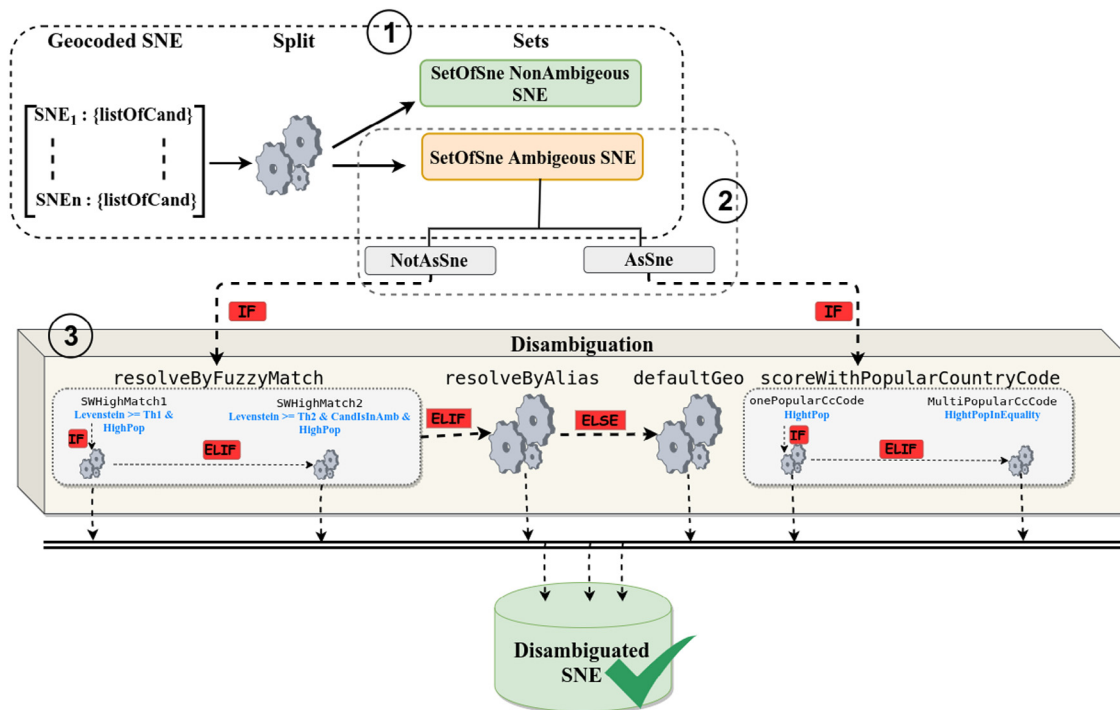 Geocoded SNE
Split
1
Sets
SetOfSne NonAmbigeous
SNE
SNE1 : {listOfCand}
SNEn : {listOfCand}
SetOfSne Ambigeous SNE
2
NotAsSne
AsSne
IF
IF
3
Disambiguation
resolveByFuzzyMatch
resolveByAlias
defaultGeo
scoreWithPopularCountryCode
SWHighMatch1
Levenstein >= Th1 &
HighPop
SWHighMatch2
Levenstein >= Th2 & CandIsInAmb &
HighPop
onePopularCcCode
HightPop
MultiPopularCcCode
HightPopInEquality
IF
ELIF
ELIF
ELSE
IF
ELIF
Disambiguated
SNE